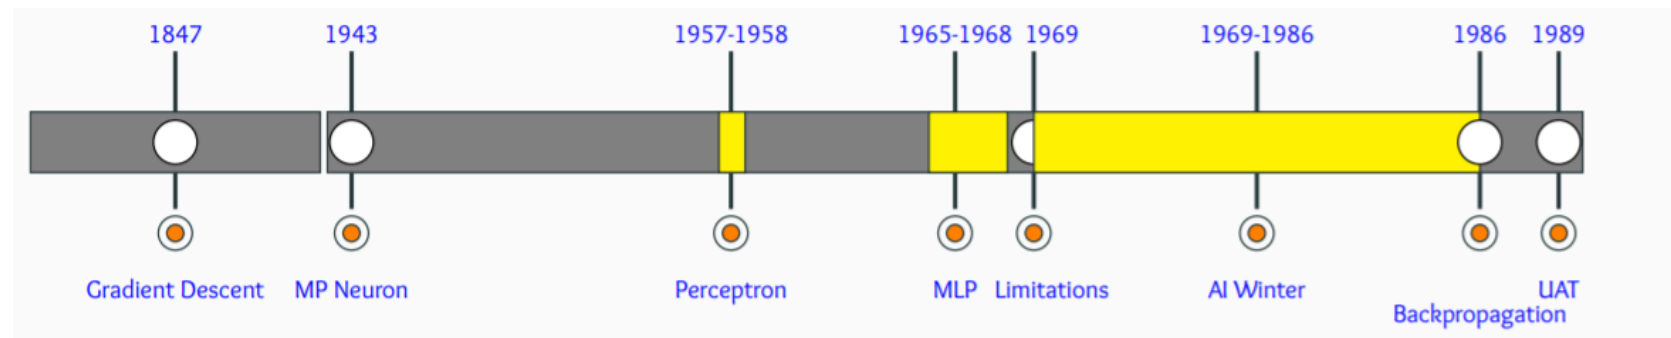 1847 1943 1957-1958 1965-1968 1969 1969-1986 1986 1989
Gradient Descent MP Neuron Perceptron MLP Limitations AI Winter UAT
Backpropagation